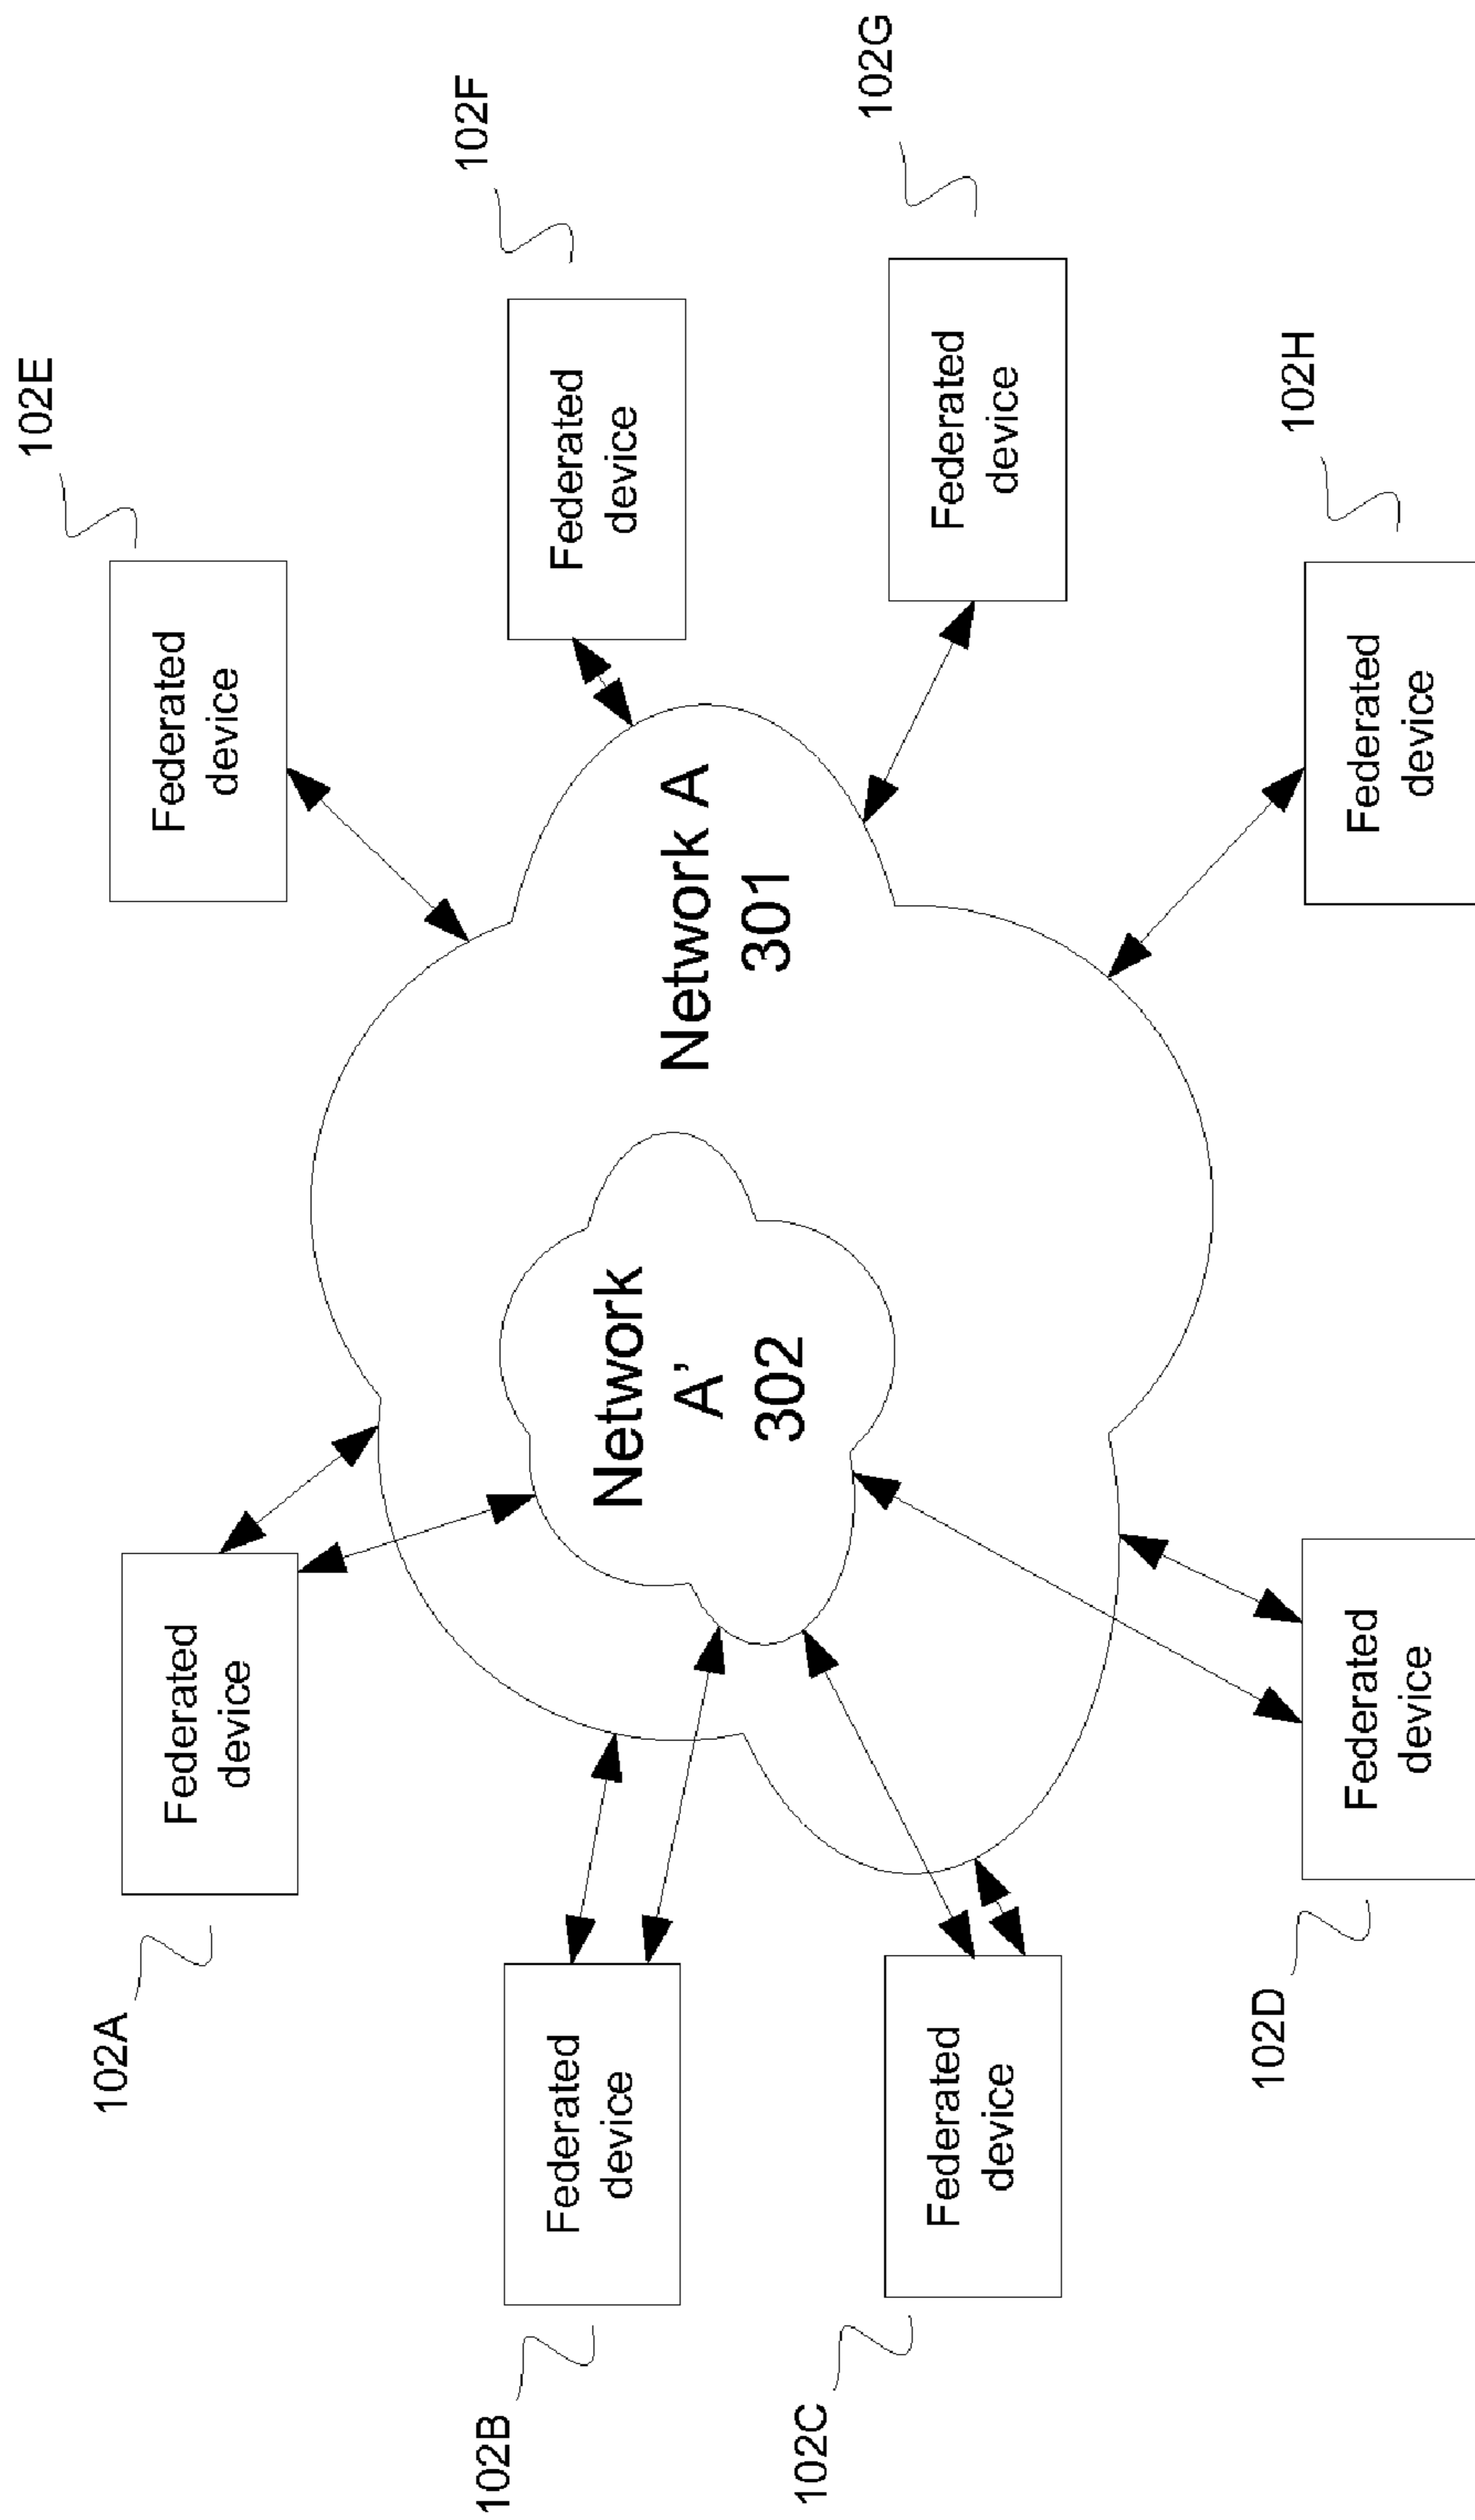 102A
Federated
device
102E
Federated
device
102B
Federated
device
102F
Federated
device
Network
A'
302
Network A
301
102C
Federated
device
102G
Federated
device
102D
Federated
device
102H
Federated
device